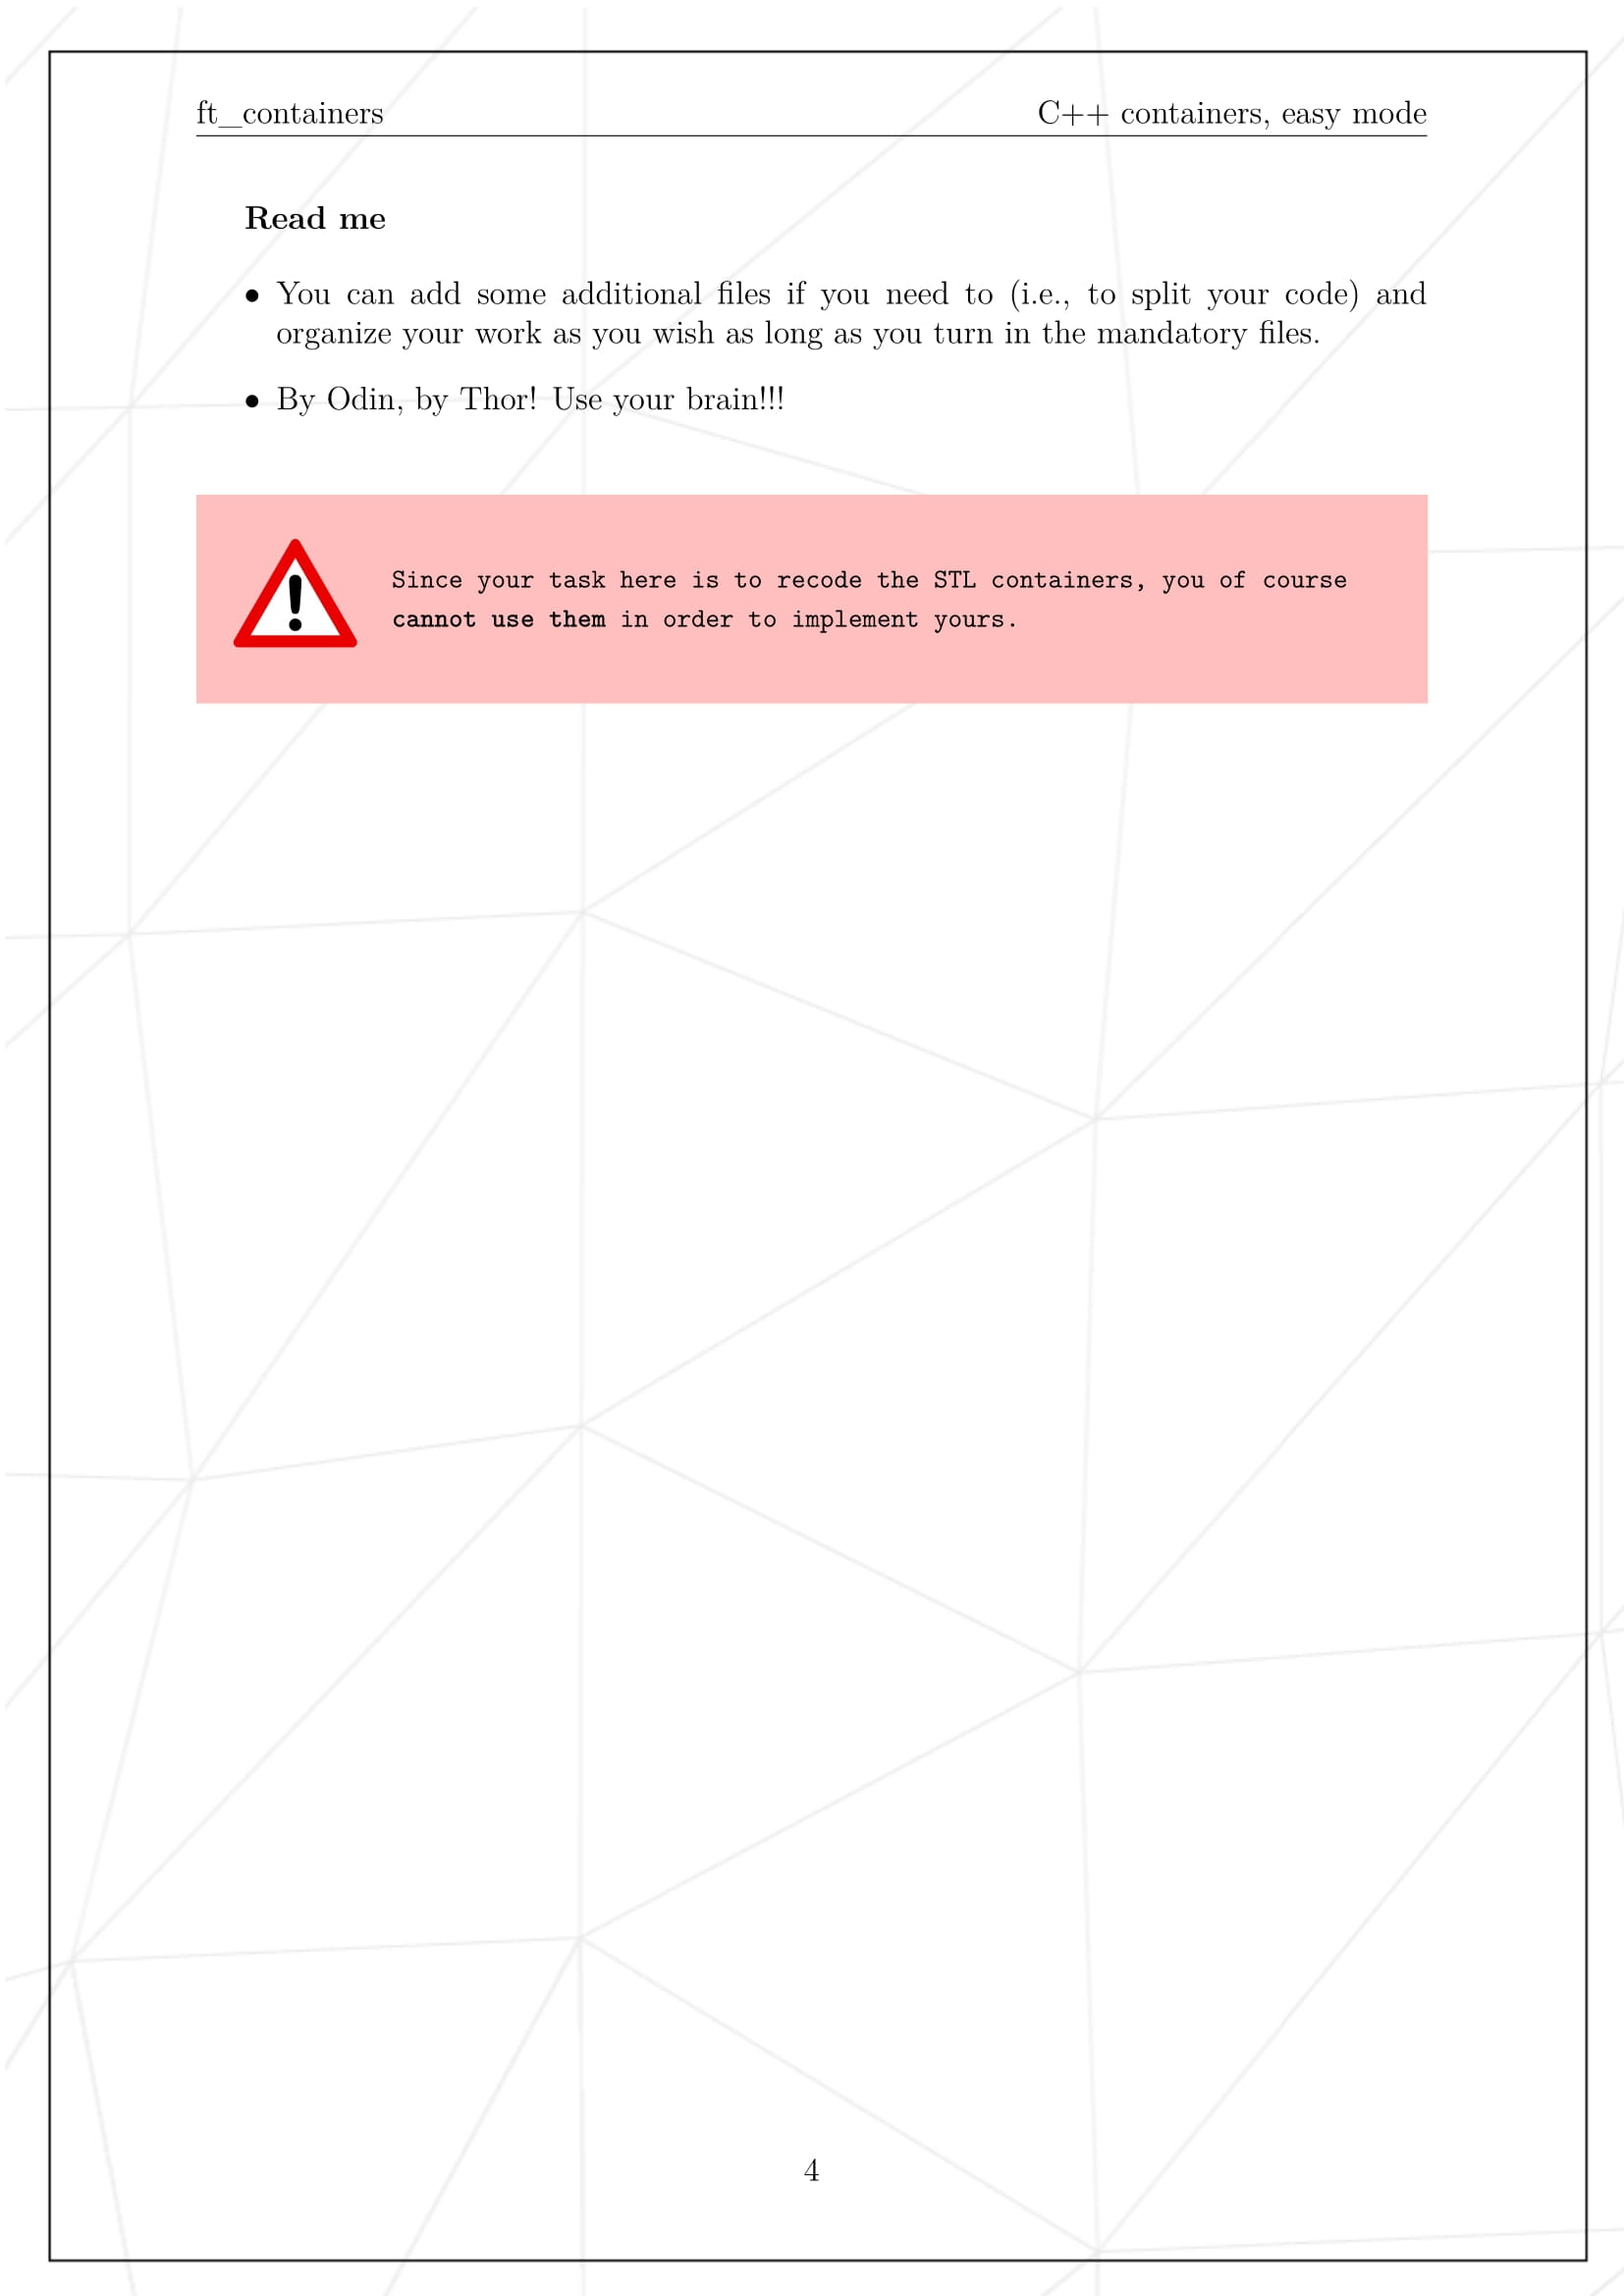 ft_containers C++ containers, easy mode
Read me
• You can add some additional files if you need to (i.e., to split your code) and
organize your work as you wish as long as you turn in the mandatory files.
• By Odin, by Thor! Use your brain!!!
Since your task here is to recode the STL containers, you of course
cannot use them in order to implement yours.
4